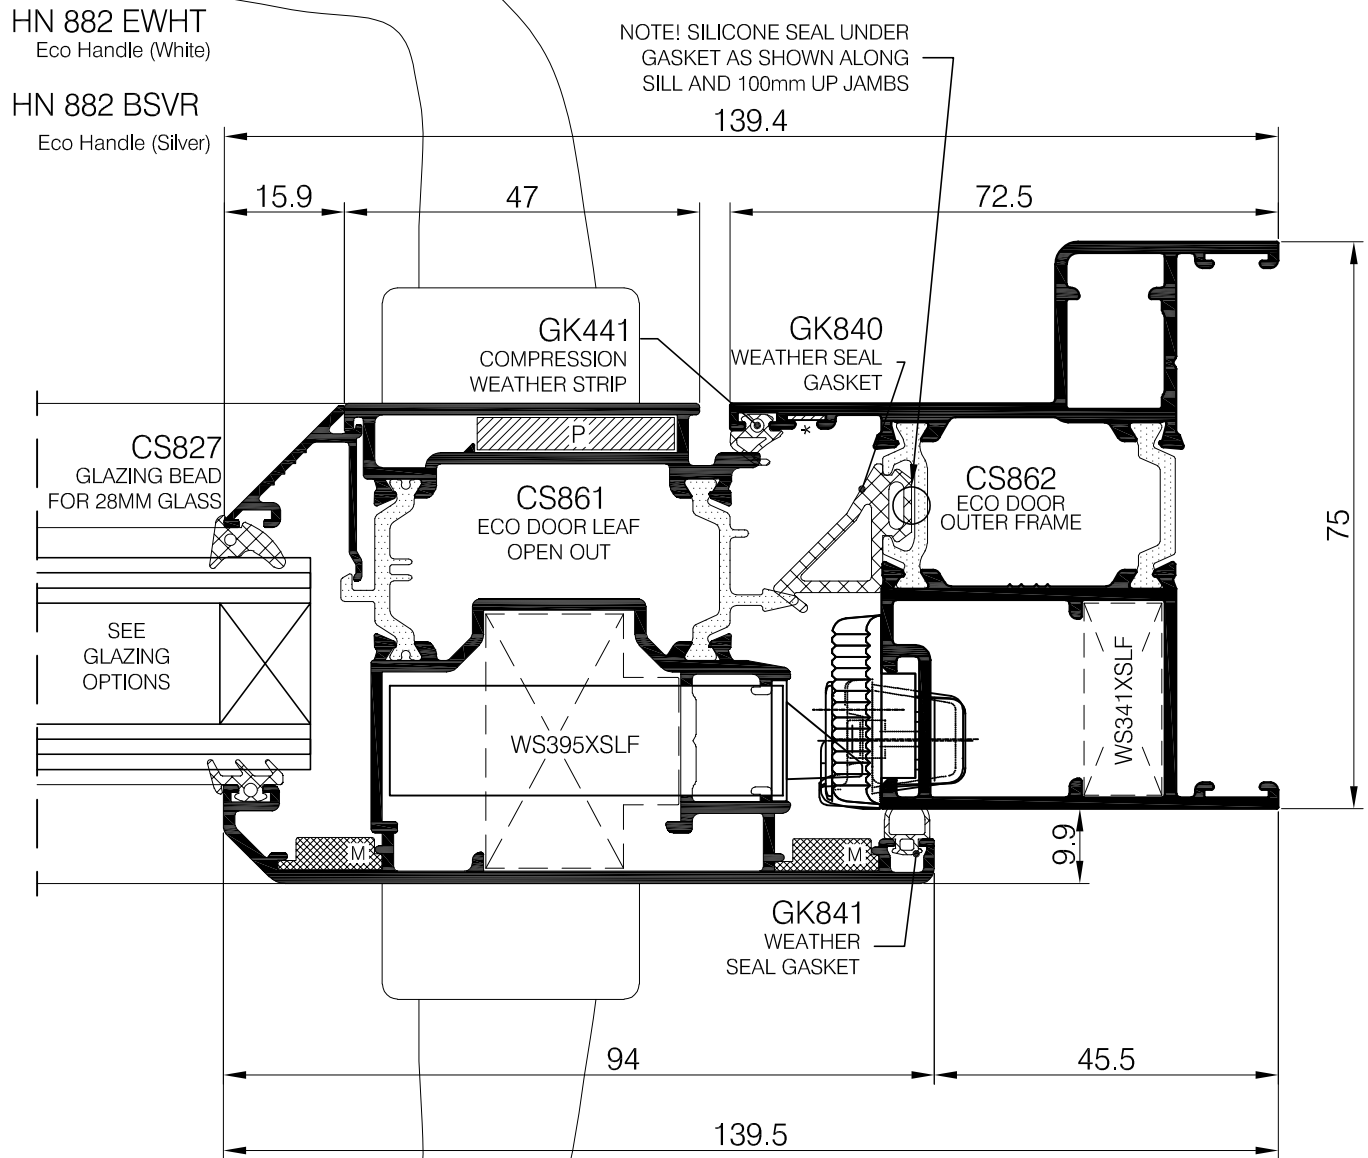 HN 882 EWHT
Eco Handle (White)
HN 882 BSVR
Eco Handle (Silver)
NOTE! SILICONE SEAL UNDER
GASKET AS SHOWN ALONG
SILL AND 100mm UP JAMBS
139.4
15.9
47
72.5
GK441
COMPRESSION
WEATHER STRIP
GK840
WEATHER SEAL
GASKET
CS827
GLAZING BEAD
FOR 28MM GLASS
P
*
CS861
ECO DOOR LEAF
OPEN OUT
CS862
ECO DOOR
OUTER FRAME
75
SEE
GLAZING
OPTIONS
WS395XSLF
WS341XSLF
M
M
9.9
GK841
WEATHER
SEAL GASKET
94
45.5
139.5